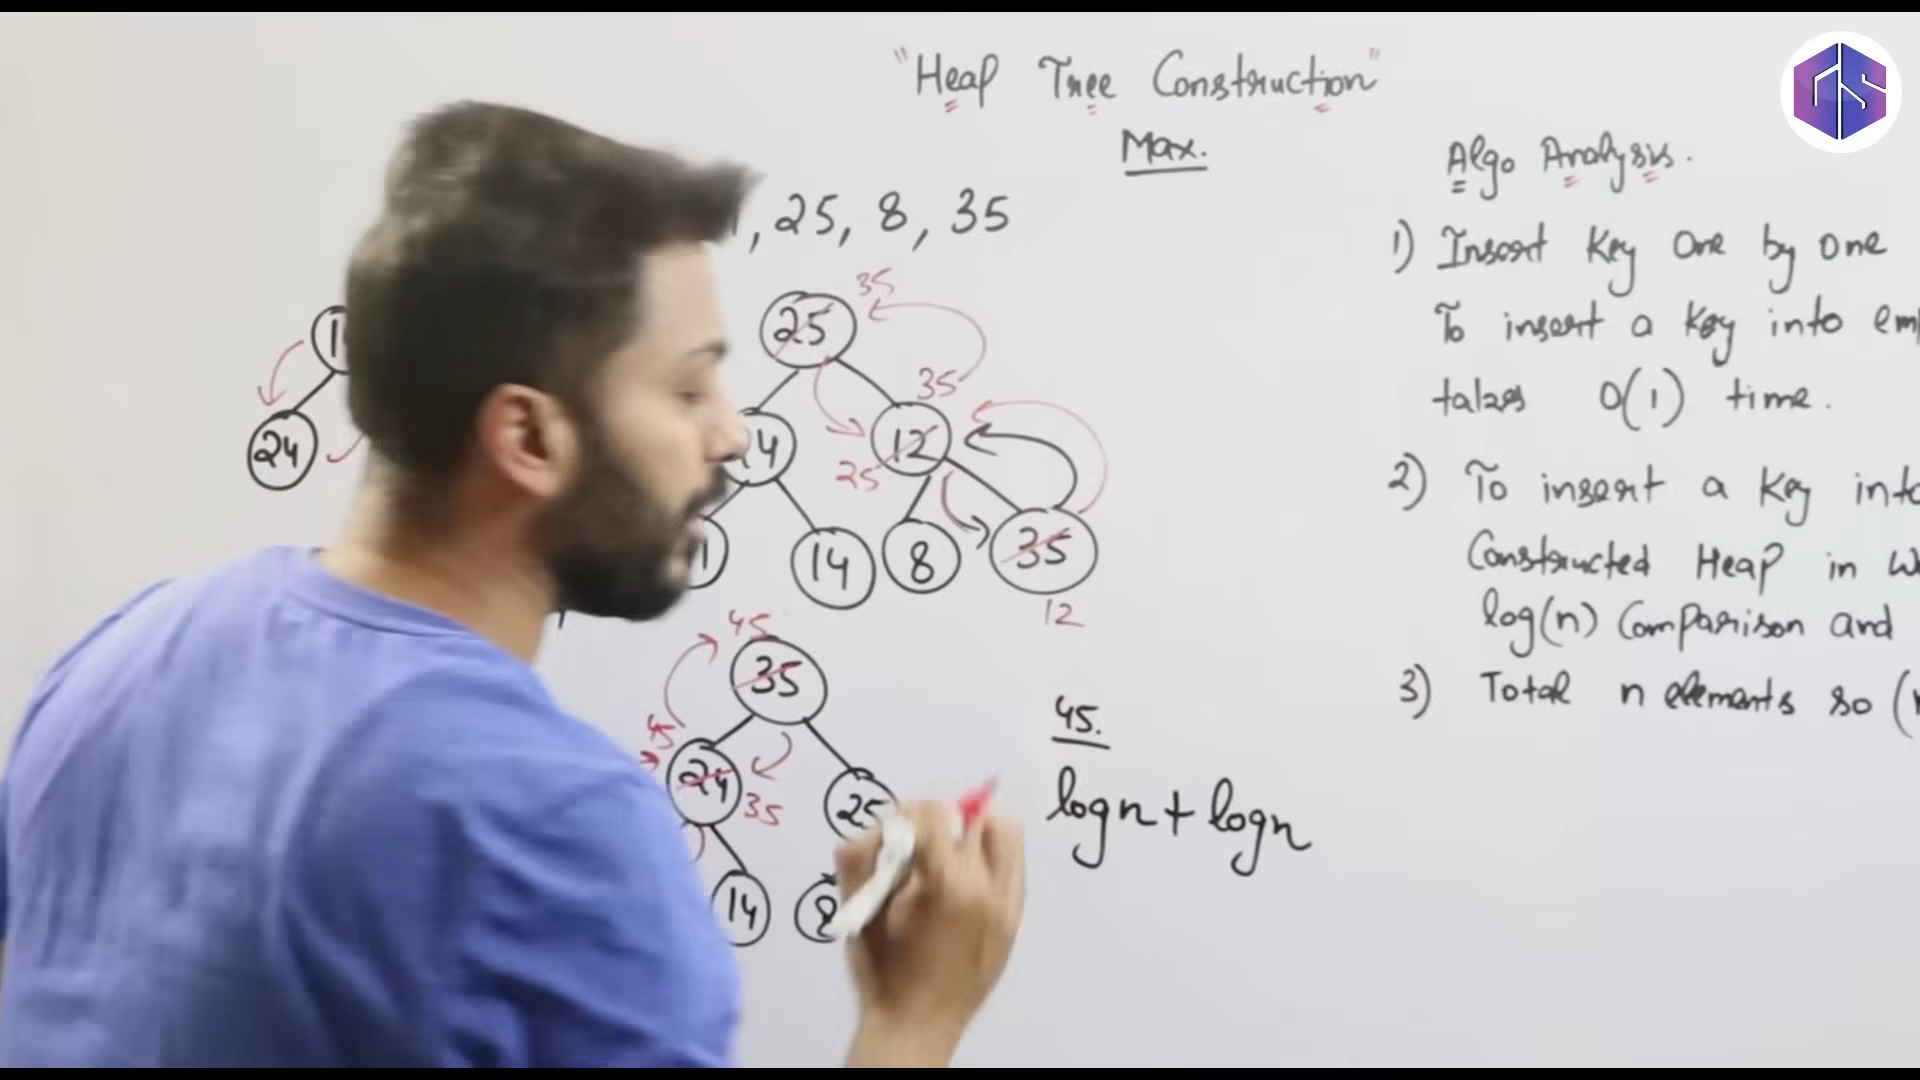 "Heap Tree Construction"
Max.
, 25, 8, 35
35
25
35
24
12
25
24
14
8
35
12
45
35
45
24
35
25
14
8
45.
logn + logn
Algo Analysis.
1) Insert Key One by One
To insert a key into
takes O(1) time.
2) To insert a key into
Constructed Heap in
log(n) Comparison and
3) Total n elements so (